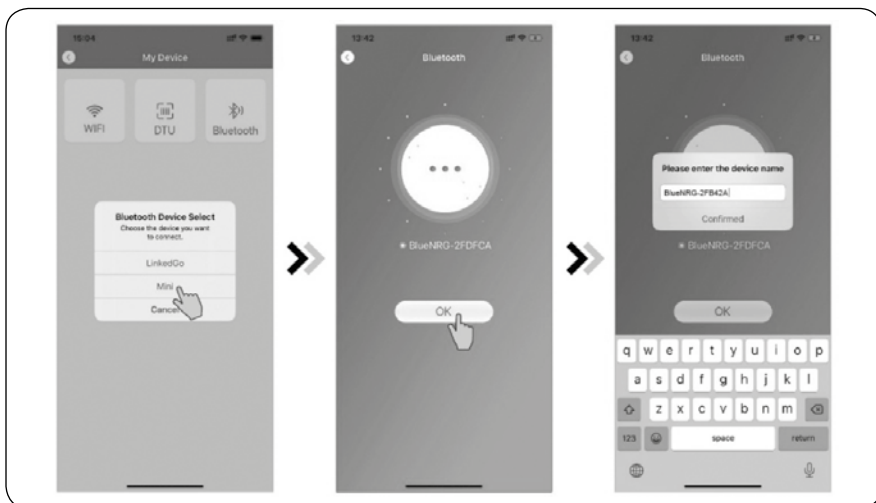 15:04
My Device
WIFI
DTU
Bluetooth
Bluetooth Device Select
Choose the device you want
to connect.
LinkedGo
Mini
Cancel
13:42
Bluetooth
BlueNRG-2FDFCA
OK
13:42
Bluetooth
Please enter the device name
BlueNRG-2FB42A
Confirmed
BlueNRG-2FDFCA
OK
q w e r t y u i o p
a s d f g h j k l
z x c v b n m
123 space return